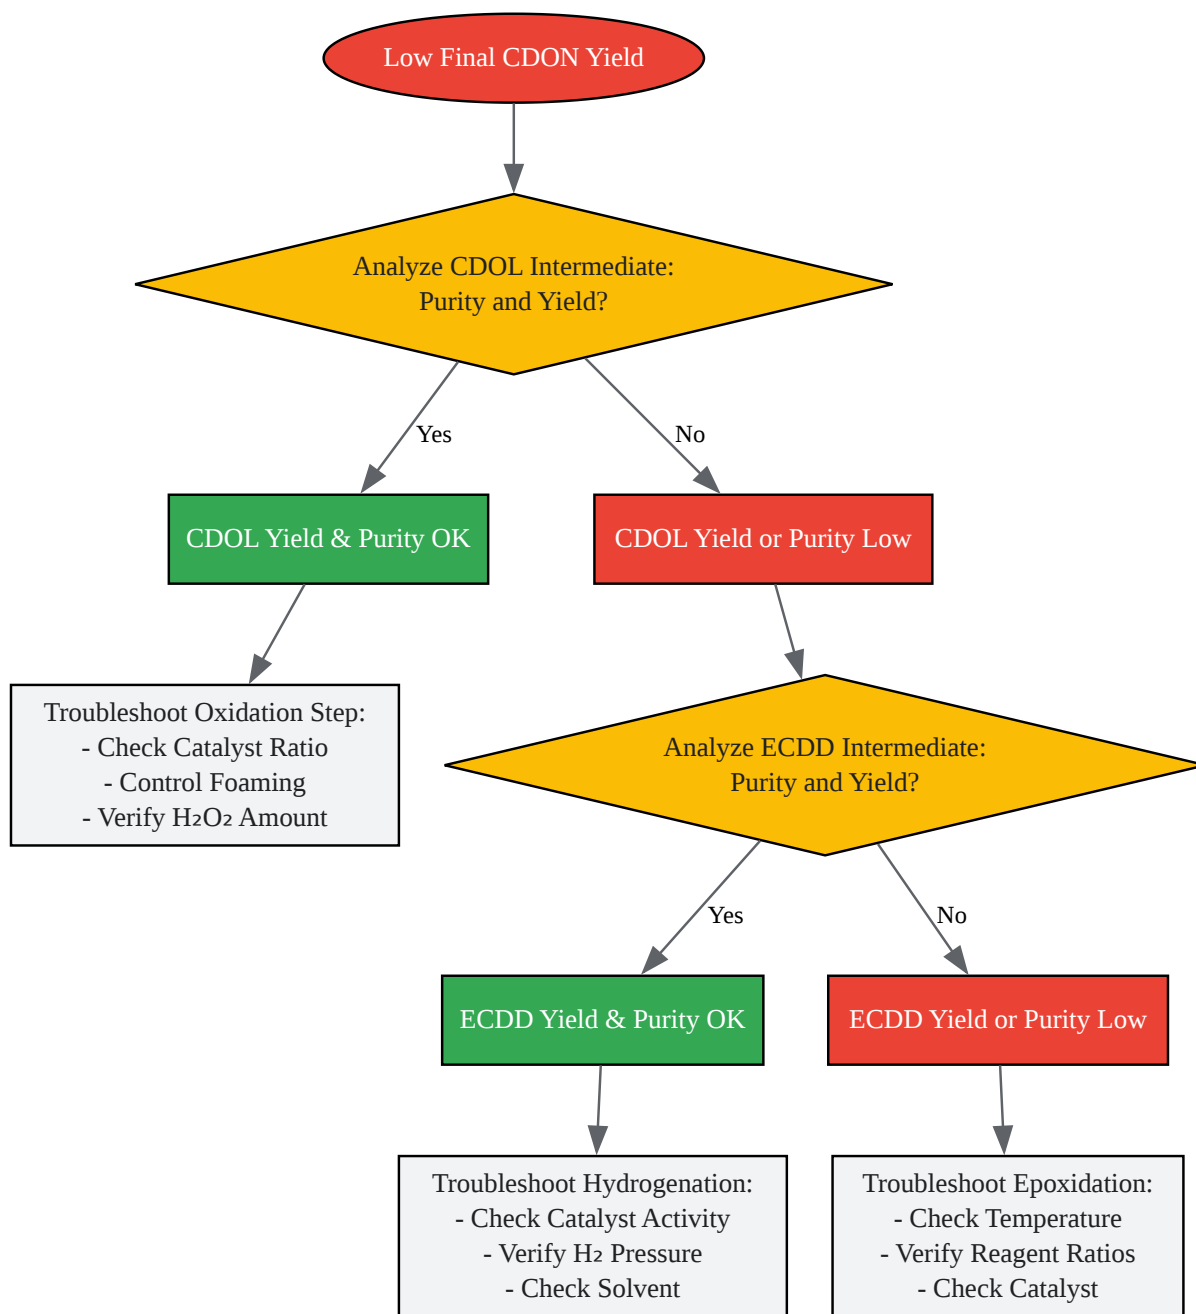 Low Final CDON Yield
Analyze CDOL Intermediate:
Purity and Yield?
Yes
No
CDOL Yield & Purity OK
CDOL Yield or Purity Low
Troubleshoot Oxidation Step:
- Check Catalyst Ratio
- Control Foaming
- Verify H₂O₂ Amount
Analyze ECDD Intermediate:
Purity and Yield?
Yes
No
ECDD Yield & Purity OK
ECDD Yield or Purity Low
Troubleshoot Hydrogenation:
- Check Catalyst Activity
- Verify H₂ Pressure
- Check Solvent
Troubleshoot Epoxidation:
- Check Temperature
- Verify Reagent Ratios
- Check Catalyst